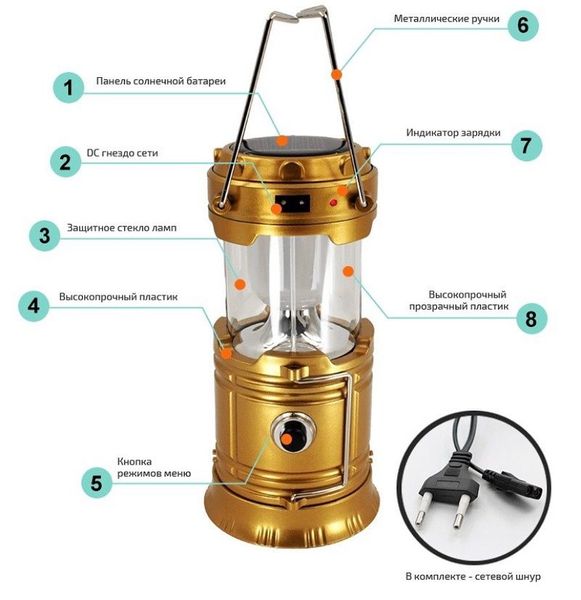 1
Панель солнечной батареи
2
DC гнездо сети
3
Защитное стекло ламп
4
Высокопрочный пластик
5
Кнопка
режимов меню
6
Металлические ручки
7
Индикатор зарядки
8
Высокопрочный
прозрачный пластик
В комплекте - сетевой шнур